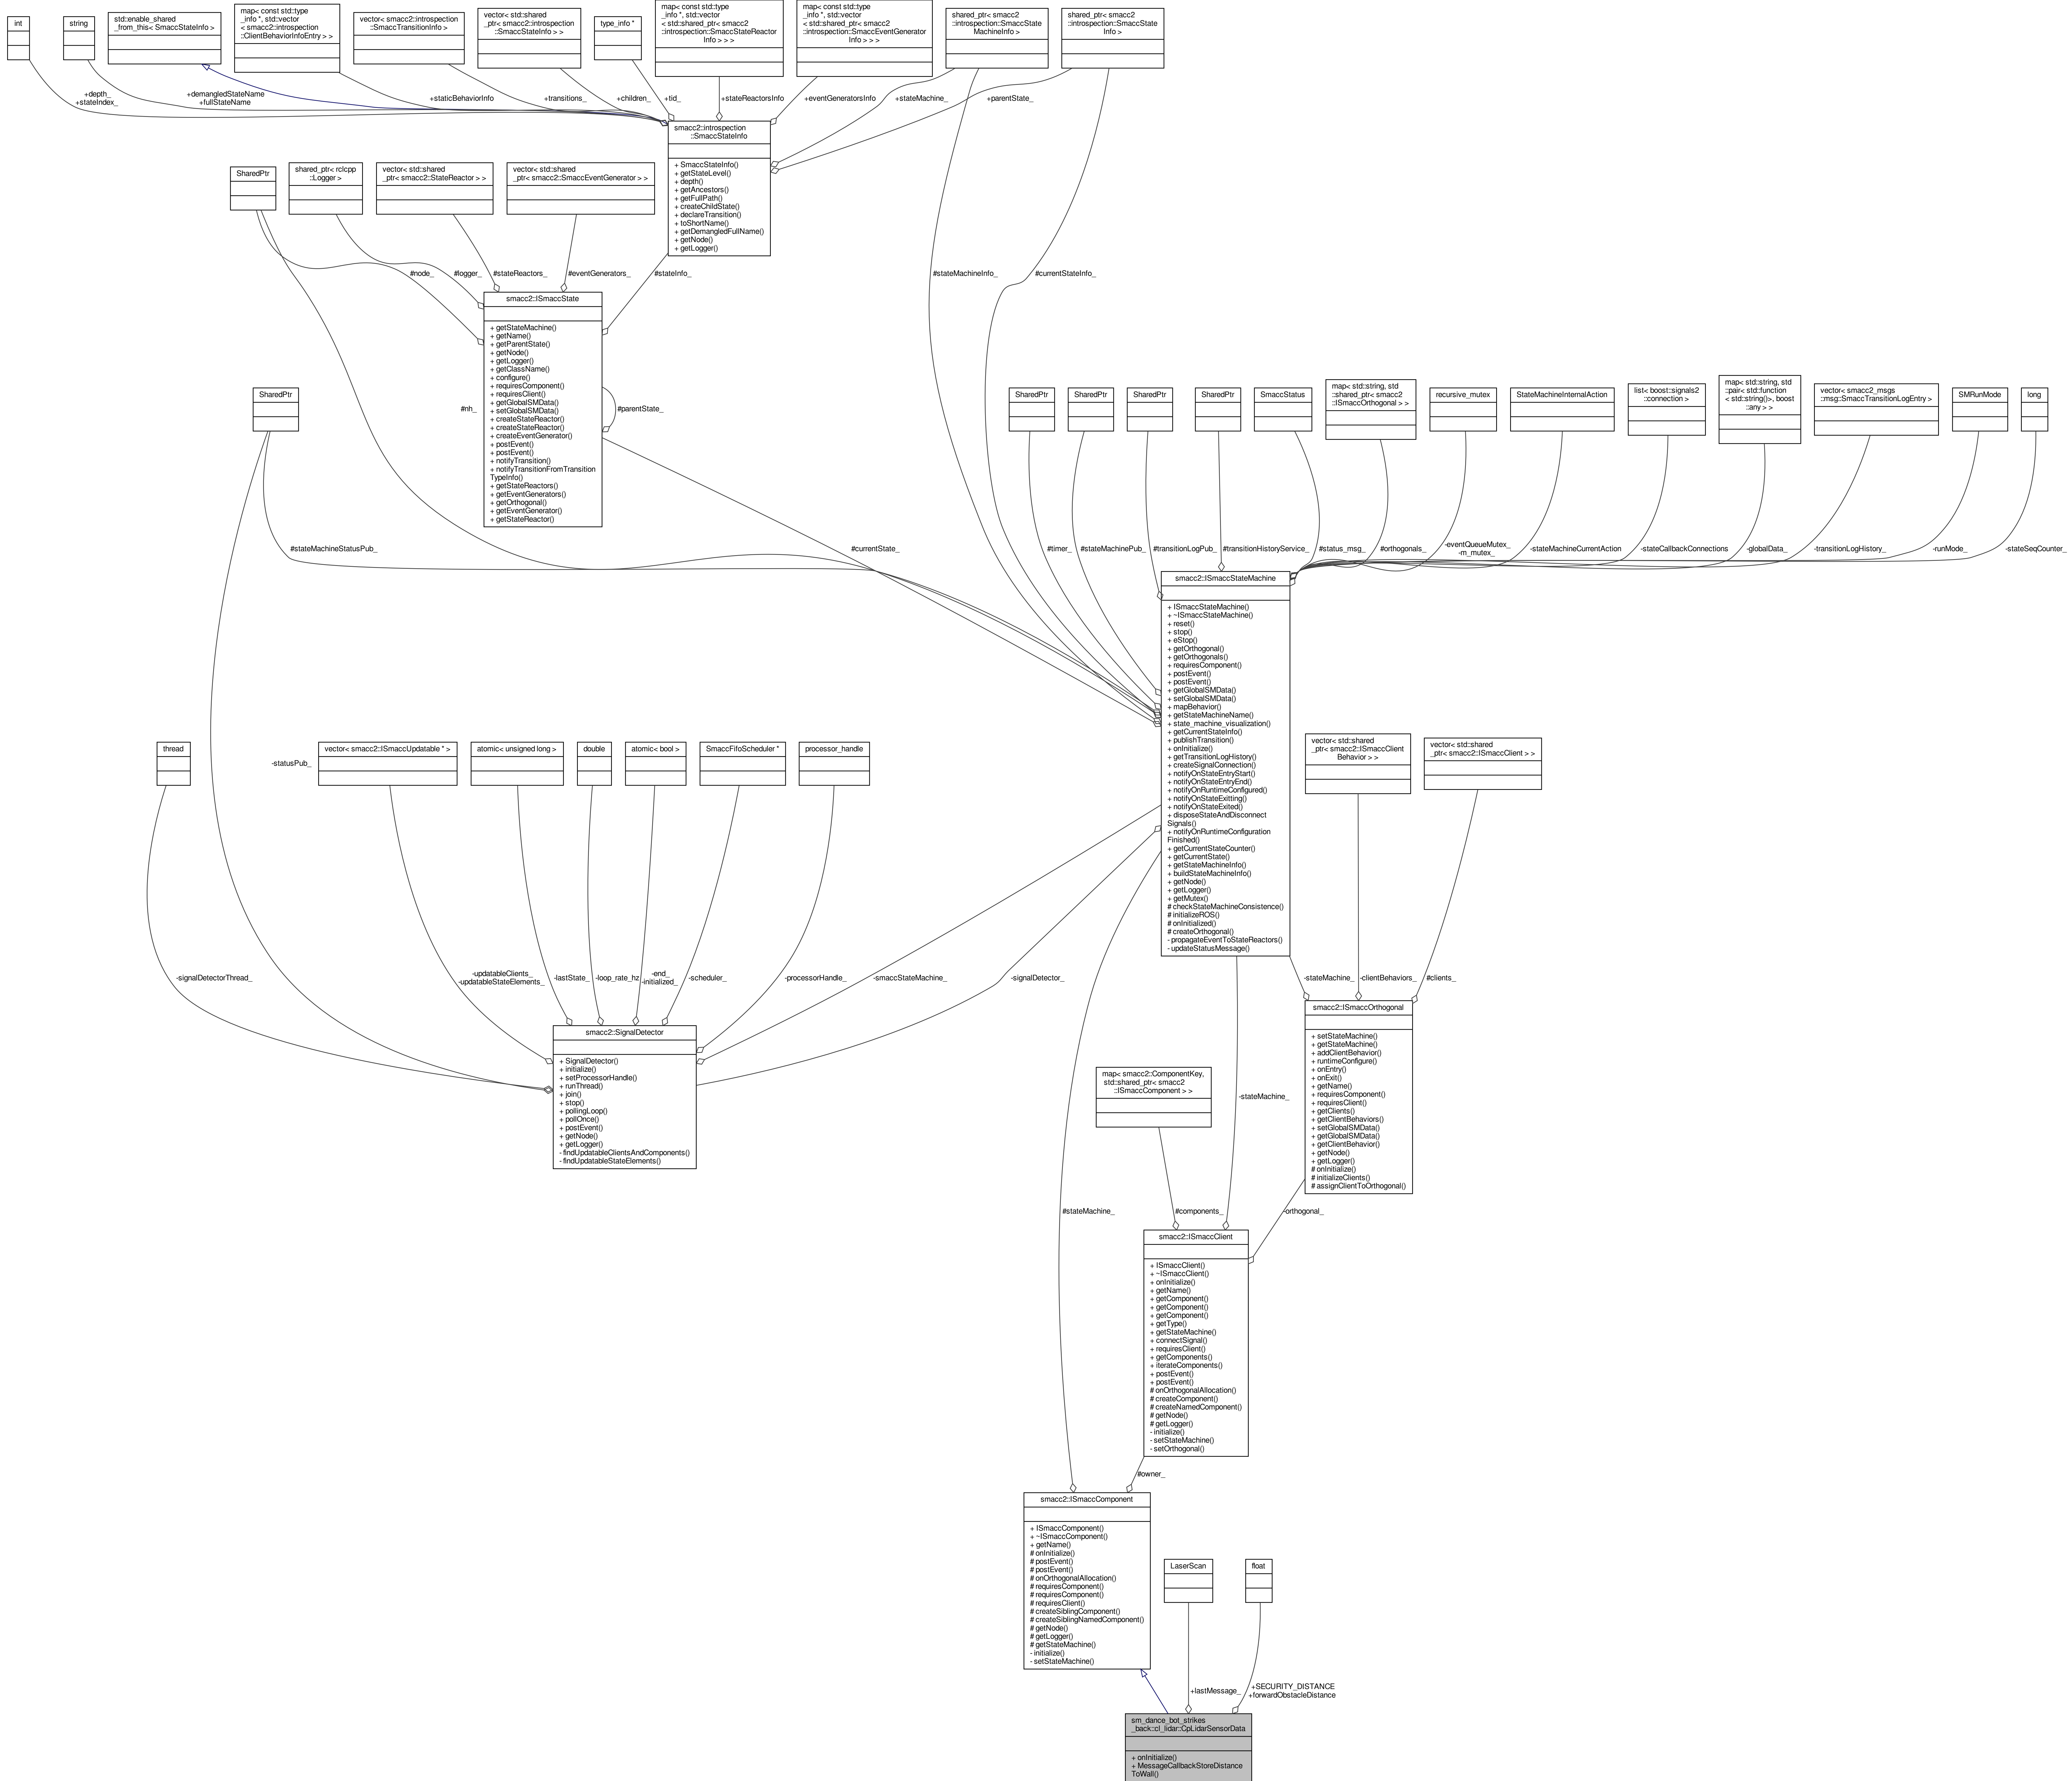 int
string
std::enable_shared
_from_this< SmaccStateInfo >
map< const std::type
_info *, std::vector
< smacc2::introspection
::ClientBehaviorInfoEntry > >
vector< smacc2::introspection
::SmaccTransitionInfo >
vector< std::shared
_ptr< smacc2::introspection
::SmaccStateInfo > >
type_info *
map< const std::type
_info *, std::vector
< std::shared_ptr< smacc2
::introspection::SmaccStateReactor
Info > > >
map< const std::type
_info *, std::vector
< std::shared_ptr< smacc2
::introspection::SmaccEventGenerator
Info > > >
shared_ptr< smacc2
::introspection::SmaccState
MachineInfo >
shared_ptr< smacc2
::introspection::SmaccState
Info >
+depth_
+stateIndex_
+demangledStateName
+fullStateName
+staticBehaviorInfo
+transitions_
+children_
+tid_
+stateReactorsInfo
+eventGeneratorsInfo
+stateMachine_
+parentState_
smacc2::introspection
::SmaccStateInfo
+ SmaccStateInfo()
+ getStateLevel()
+ depth()
+ getAncestors()
+ getFullPath()
+ createChildState()
+ declareTransition()
+ toShortName()
+ getDemangledFullName()
+ getNode()
+ getLogger()
SharedPtr
shared_ptr< rclcpp
::Logger >
vector< std::shared
_ptr< smacc2::StateReactor > >
vector< std::shared
_ptr< smacc2::SmaccEventGenerator > >
#node_
#logger_
#stateReactors_
#eventGenerators_
#stateInfo_
#stateMachineInfo_
#currentStateInfo_
smacc2::ISmaccState
+ getStateMachine()
+ getName()
+ getParentState()
+ getNode()
+ getLogger()
+ getClassName()
+ configure()
+ requiresComponent()
+ requiresClient()
+ getGlobalSMData()
+ setGlobalSMData()
+ createStateReactor()
+ createStateReactor()
+ createEventGenerator()
+ postEvent()
+ postEvent()
+ notifyTransition()
+ notifyTransitionFromTransition
TypeInfo()
+ getStateReactors()
+ getEventGenerators()
+ getOrthogonal()
+ getEventGenerator()
+ getStateReactor()
#parentState_
#nh_
SharedPtr
SharedPtr
SharedPtr
SharedPtr
SharedPtr
SmaccStatus
map< std::string, std
::shared_ptr< smacc2
::ISmaccOrthogonal > >
recursive_mutex
StateMachineInternalAction
list< boost::signals2
::connection >
map< std::string, std
::pair< std::function
< std::string()>, boost
::any > >
vector< smacc2_msgs
::msg::SmaccTransitionLogEntry >
SMRunMode
long
#stateMachineStatusPub_
#currentState_
#timer_
#stateMachinePub_
#transitionLogPub_
#transitionHistoryService_
#status_msg_
#orthogonals_
-eventQueueMutex_
-m_mutex_
-stateMachineCurrentAction
-stateCallbackConnections
-globalData_
-transitionLogHistory_
-runMode_
-stateSeqCounter_
smacc2::ISmaccStateMachine
+ ISmaccStateMachine()
+ ~ISmaccStateMachine()
+ reset()
+ stop()
+ eStop()
+ getOrthogonal()
+ getOrthogonals()
+ requiresComponent()
+ postEvent()
+ postEvent()
+ getGlobalSMData()
+ setGlobalSMData()
+ mapBehavior()
+ getStateMachineName()
+ state_machine_visualization()
+ getCurrentStateInfo()
+ publishTransition()
+ onInitialize()
+ getTransitionLogHistory()
+ createSignalConnection()
+ notifyOnStateEntryStart()
+ notifyOnStateEntryEnd()
+ notifyOnRuntimeConfigured()
+ notifyOnStateExitting()
+ notifyOnStateExited()
+ disposeStateAndDisconnect
Signals()
+ notifyOnRuntimeConfiguration
Finished()
+ getCurrentStateCounter()
+ getCurrentState()
+ getStateMachineInfo()
+ buildStateMachineInfo()
+ getNode()
+ getLogger()
+ getMutex()
# checkStateMachineConsistence()
# initializeROS()
# onInitialized()
# createOrthogonal()
- propagateEventToStateReactors()
- updateStatusMessage()
thread
-statusPub_
vector< smacc2::ISmaccUpdatable * >
atomic< unsigned long >
double
atomic< bool >
SmaccFifoScheduler *
processor_handle
vector< std::shared
_ptr< smacc2::ISmaccClient
Behavior > >
vector< std::shared
_ptr< smacc2::ISmaccClient > >
-signalDetectorThread_
-updatableClients_
-updatableStateElements_
-lastState_
-loop_rate_hz
-end_
-initialized_
-scheduler_
-processorHandle_
-smaccStateMachine_
-signalDetector_
-stateMachine_
-clientBehaviors_
#clients_
smacc2::SignalDetector
+ SignalDetector()
+ initialize()
+ setProcessorHandle()
+ runThread()
+ join()
+ stop()
+ pollingLoop()
+ pollOnce()
+ postEvent()
+ getNode()
+ getLogger()
- findUpdatableClientsAndComponents()
- findUpdatableStateElements()
smacc2::ISmaccOrthogonal
+ setStateMachine()
+ getStateMachine()
+ addClientBehavior()
+ runtimeConfigure()
+ onEntry()
+ onExit()
+ getName()
+ requiresComponent()
+ requiresClient()
+ getClients()
+ getClientBehaviors()
+ setGlobalSMData()
+ getGlobalSMData()
+ getClientBehavior()
+ getNode()
+ getLogger()
# onInitialize()
# initializeClients()
# assignClientToOrthogonal()
map< smacc2::ComponentKey,
std::shared_ptr< smacc2
::ISmaccComponent > >
-stateMachine_
#stateMachine_
#components_
-orthogonal_
smacc2::ISmaccClient
+ ISmaccClient()
+ ~ISmaccClient()
+ onInitialize()
+ getName()
+ getComponent()
+ getComponent()
+ getComponent()
+ getType()
+ getStateMachine()
+ connectSignal()
+ requiresClient()
+ getComponents()
+ iterateComponents()
+ postEvent()
+ postEvent()
# onOrthogonalAllocation()
# createComponent()
# createNamedComponent()
# getNode()
# getLogger()
- initialize()
- setStateMachine()
- setOrthogonal()
#owner_
smacc2::ISmaccComponent
+ ISmaccComponent()
+ ~ISmaccComponent()
+ getName()
# onInitialize()
# postEvent()
# postEvent()
# onOrthogonalAllocation()
# requiresComponent()
# requiresComponent()
# requiresClient()
# createSiblingComponent()
# createSiblingNamedComponent()
# getNode()
# getLogger()
# getStateMachine()
- initialize()
- setStateMachine()
LaserScan
float
+lastMessage_
+SECURITY_DISTANCE
+forwardObstacleDistance
sm_dance_bot_strikes
_back::cl_lidar::CpLidarSensorData
+ onInitialize()
+ MessageCallbackStoreDistance
ToWall()